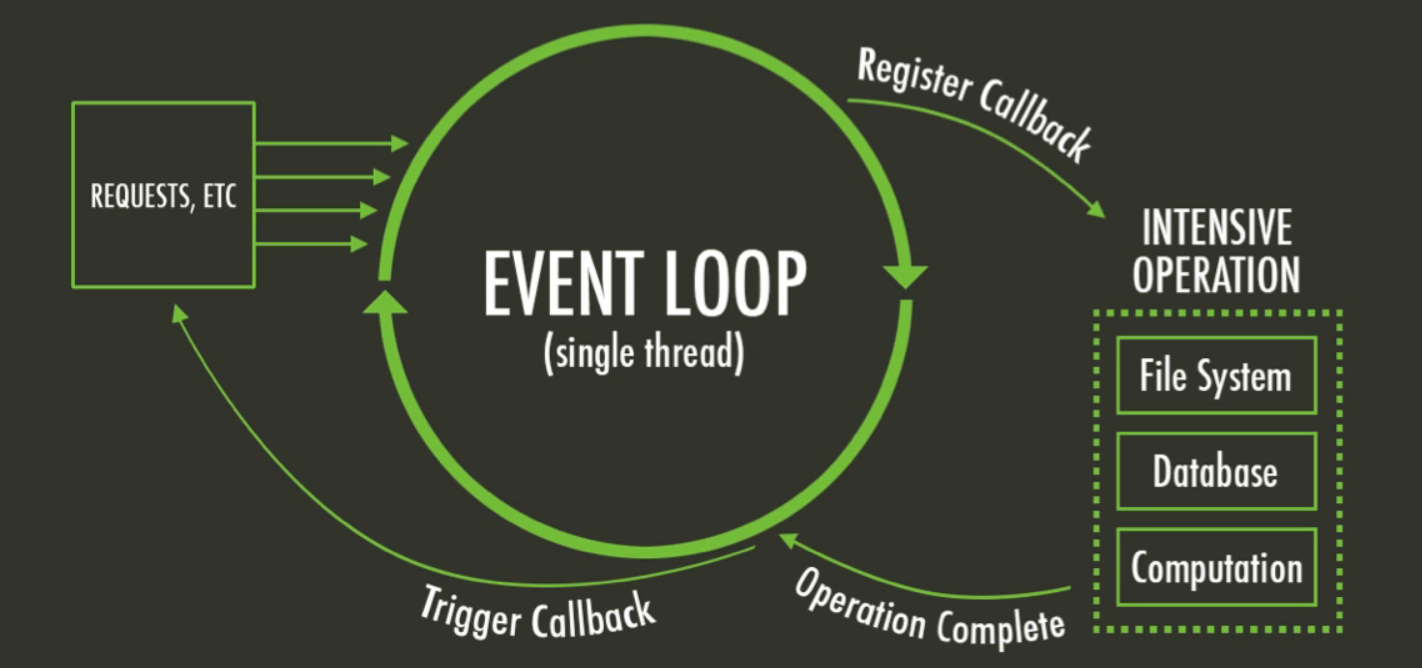 REQUESTS, ETC
EVENT LOOP
(single thread)
Register Callback
INTENSIVE
OPERATION
File System
Database
Computation
Operation Complete
Trigger Callback